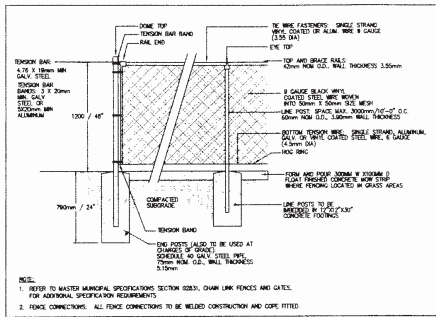 DOME TOP
TENSION BAR BAND
RAIL END
TIE WIRE FASTENERS: SINGLE STRAND
VINYL COATED OR ALUM. WIRE 9 GAUGE
(3.55 DIA)
EYE TOP
TENSION BAR:
4.76 X 19mm MIN
GALV. STEEL
TENSION
BAR
BANDS: 3 X 20mm
MIN. GALV
STEEL OR
5X20mm
ALUMINUM
TOP AND BRACE RAILS:
42mm NOM O.D., WALL THICKNESS 3.55mm
9 GAUGE BLACK VINYL
COATED STEEL WIRE WOVEN
INTO 50mm X 50mm SIZE MESH
LINE POST: SPACE MAX. 3000mm/10'-0" O.C.
60mm NOM O.D., 3.90mm WALL THICKNESS
1200 / 48"
BOTTOM TENSION WIRE: SINGLE STRAND, ALUMINUM,
GALV. OR VINYL COATED STEEL WIRE, 6 GAUGE
(4.5mm DIA)
HOG RING
FORM AND POUR 300MM W X100MM D
FLOAT FINISHED CONCRETE MOW STRIP
WHERE FENCING LOCATED IN GRASS AREAS
COMPACTED
SUBGRADE
790mm / 24"
LINE POSTS TO BE
IMBEDED IN 12"X12"X30"
CONCRETE FOOTINGS
TENSION BAND
END POSTS (ALSO TO BE USED AT
CHANGES OF GRADE):
SCHEDULE 40 GALV. STEEL PIPE,
75mm NOM. O.D., WALL THICKNESS
5.15mm
NOTE:
1. REFER TO MASTER MUNICIPAL SPECIFICATIONS SECTION 02831, CHAIN LINK FENCES AND GATES,
FOR ADDITIONAL SPECIFICATION REQUIREMENTS
2. FENCE CONNECTIONS: ALL FENCE CONNECTIONS TO BE WELDED CONSTRUCTION AND COPE FITTED.